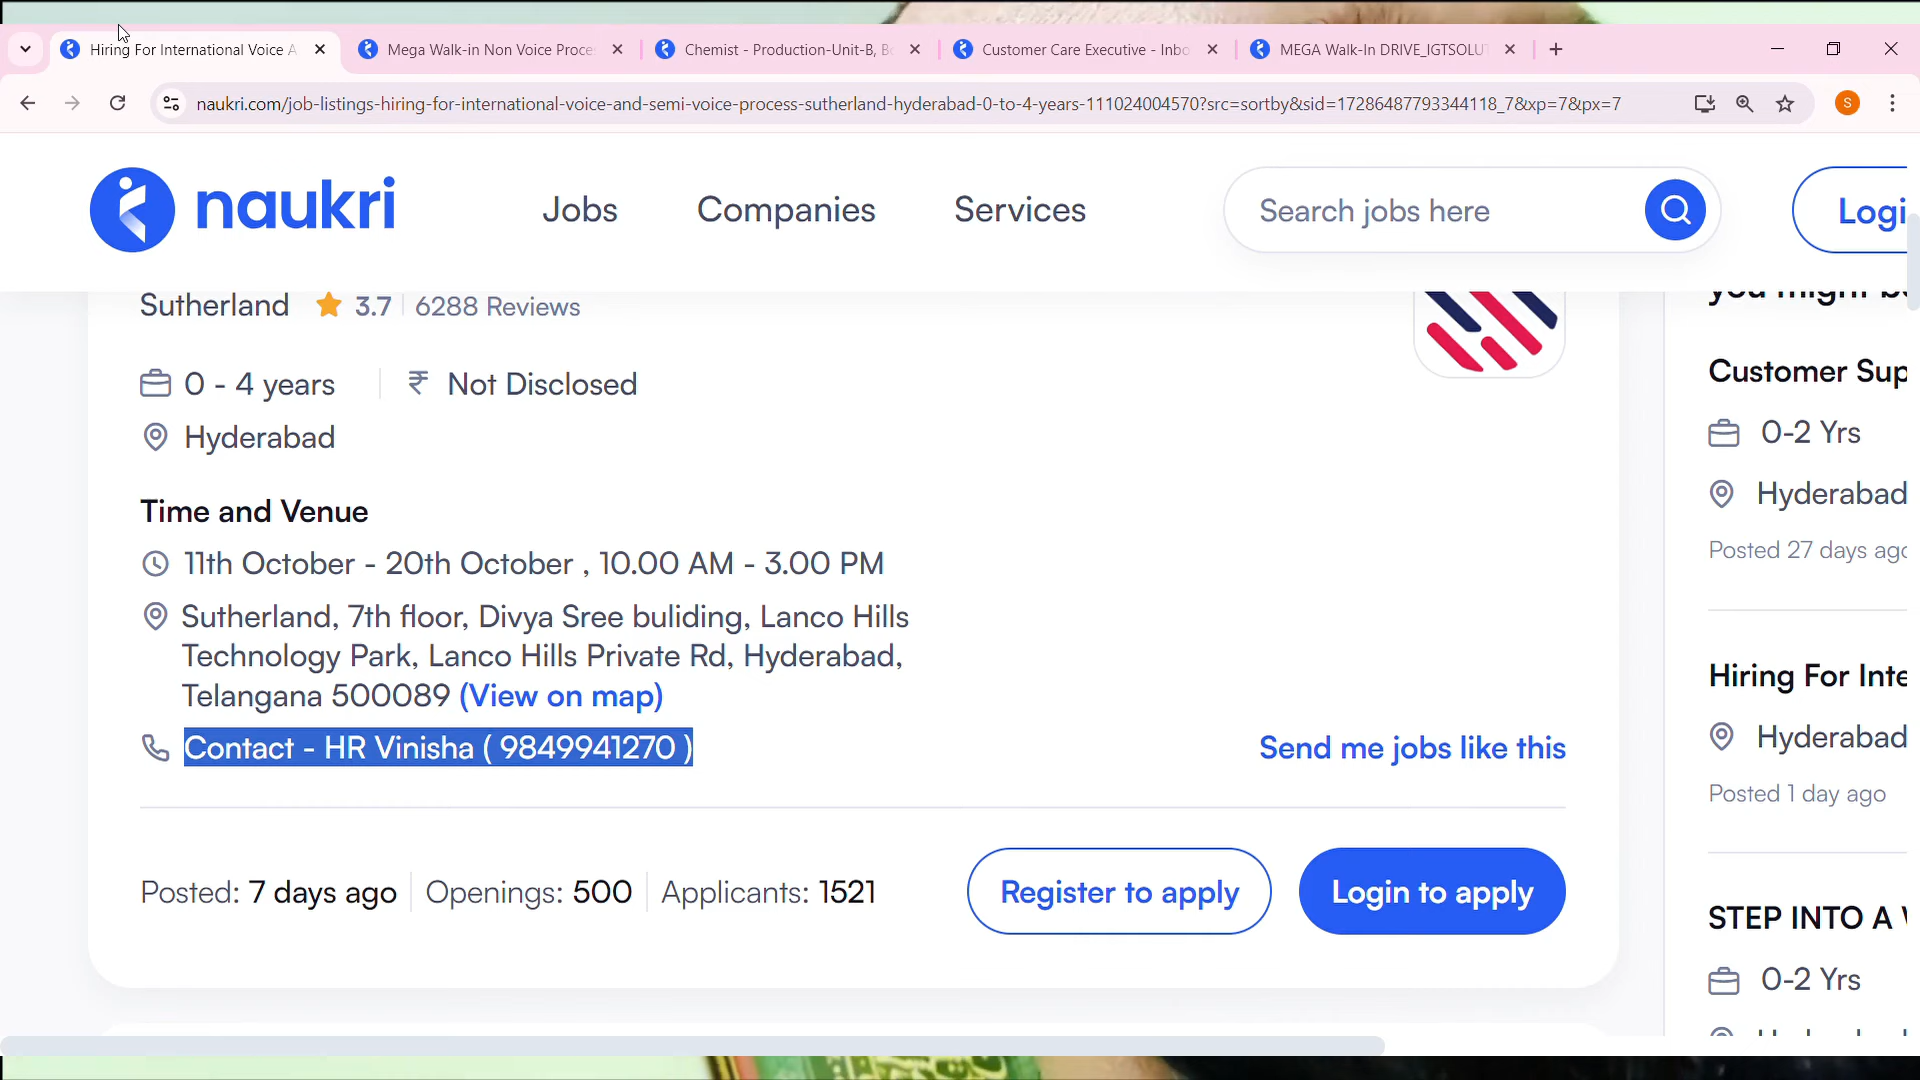 Hiring For International Voice A
Mega Walk-in Non Voice Proce
Chemist - Production-Unit-B, B
Customer Care Executive - Inbo
MEGA Walk-In DRIVE_IGTSOLUT
naukri.com/job-listings-hiring-for-international-voice-and-semi-voice-process-sutherland-hyderabad-0-to-4-years-111024004570?src=sortby&sid=17286487793344118_7&xp=7&px=7
S
naukri
Jobs
Companies
Services
Search jobs here
Logi
Sutherland
3.7
6288 Reviews
0 - 4 years
₹ Not Disclosed
Hyderabad
Time and Venue
11th October - 20th October , 10.00 AM - 3.00 PM
Sutherland, 7th floor, Divya Sree buliding, Lanco Hills
Technology Park, Lanco Hills Private Rd, Hyderabad,
Telangana 500089 (View on map)
Contact - HR Vinisha ( 9849941270 )
Send me jobs like this
Posted: 7 days ago
Openings: 500
Applicants: 1521
Register to apply
Login to apply
you might b
Customer Sup
0-2 Yrs
Hyderabad
Posted 27 days ago
Hiring For Inte
Hyderabad
Posted 1 day ago
STEP INTO A
0-2 Yrs